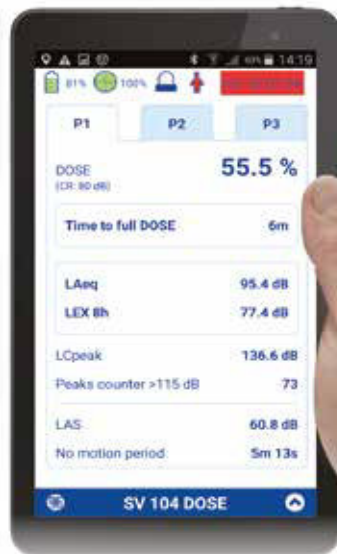 81% 100%
60% 14:19
P1 P2 P3
DOSE 55.5 %
(CR: 80 dB)
Time to full DOSE 6m
LAeq 95.4 dB
LEX 8h 77.4 dB
LCpeak 136.6 dB
Peaks counter >115 dB 73
LAS 60.8 dB
No motion period 5m 13s
SV 104 DOSE